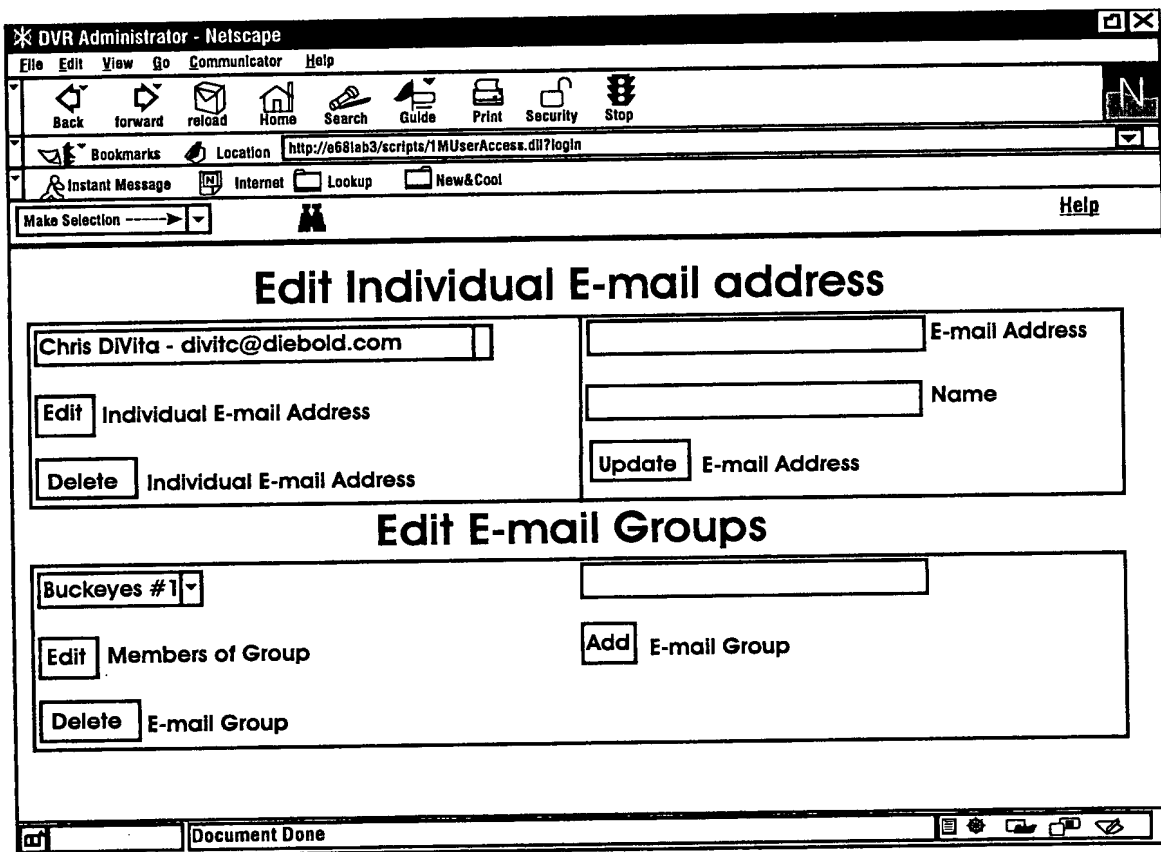 DVR Administrator - Netscape
File Edit View Go Communicator Help
Back forward reload Home Search Guide Print Security Stop
N
Bookmarks Location http://e68lab3/scripts/1MUserAccess.dll?login
Instant Message Internet Lookup New&Cool
Make Selection ----->
Help
Edit Individual E-mail address
Chris DiVita - divitc@diebold.com
E-mail Address
Edit Individual E-mail Address
Name
Delete Individual E-mail Address
Update E-mail Address
Edit E-mail Groups
Buckeyes #1
Edit Members of Group
Add E-mail Group
Delete E-mail Group
Document Done